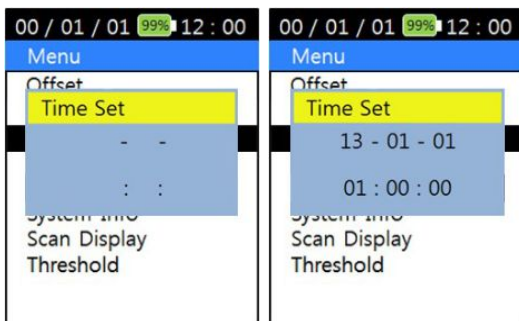 00 / 01 / 01 99% 12 : 00
Menu
Offset
Time Set
- -
: :
System Info
Scan Display
Threshold
00 / 01 / 01 99% 12 : 00
Menu
Offset
Time Set
13 - 01 - 01
01 : 00 : 00
System Info
Scan Display
Threshold